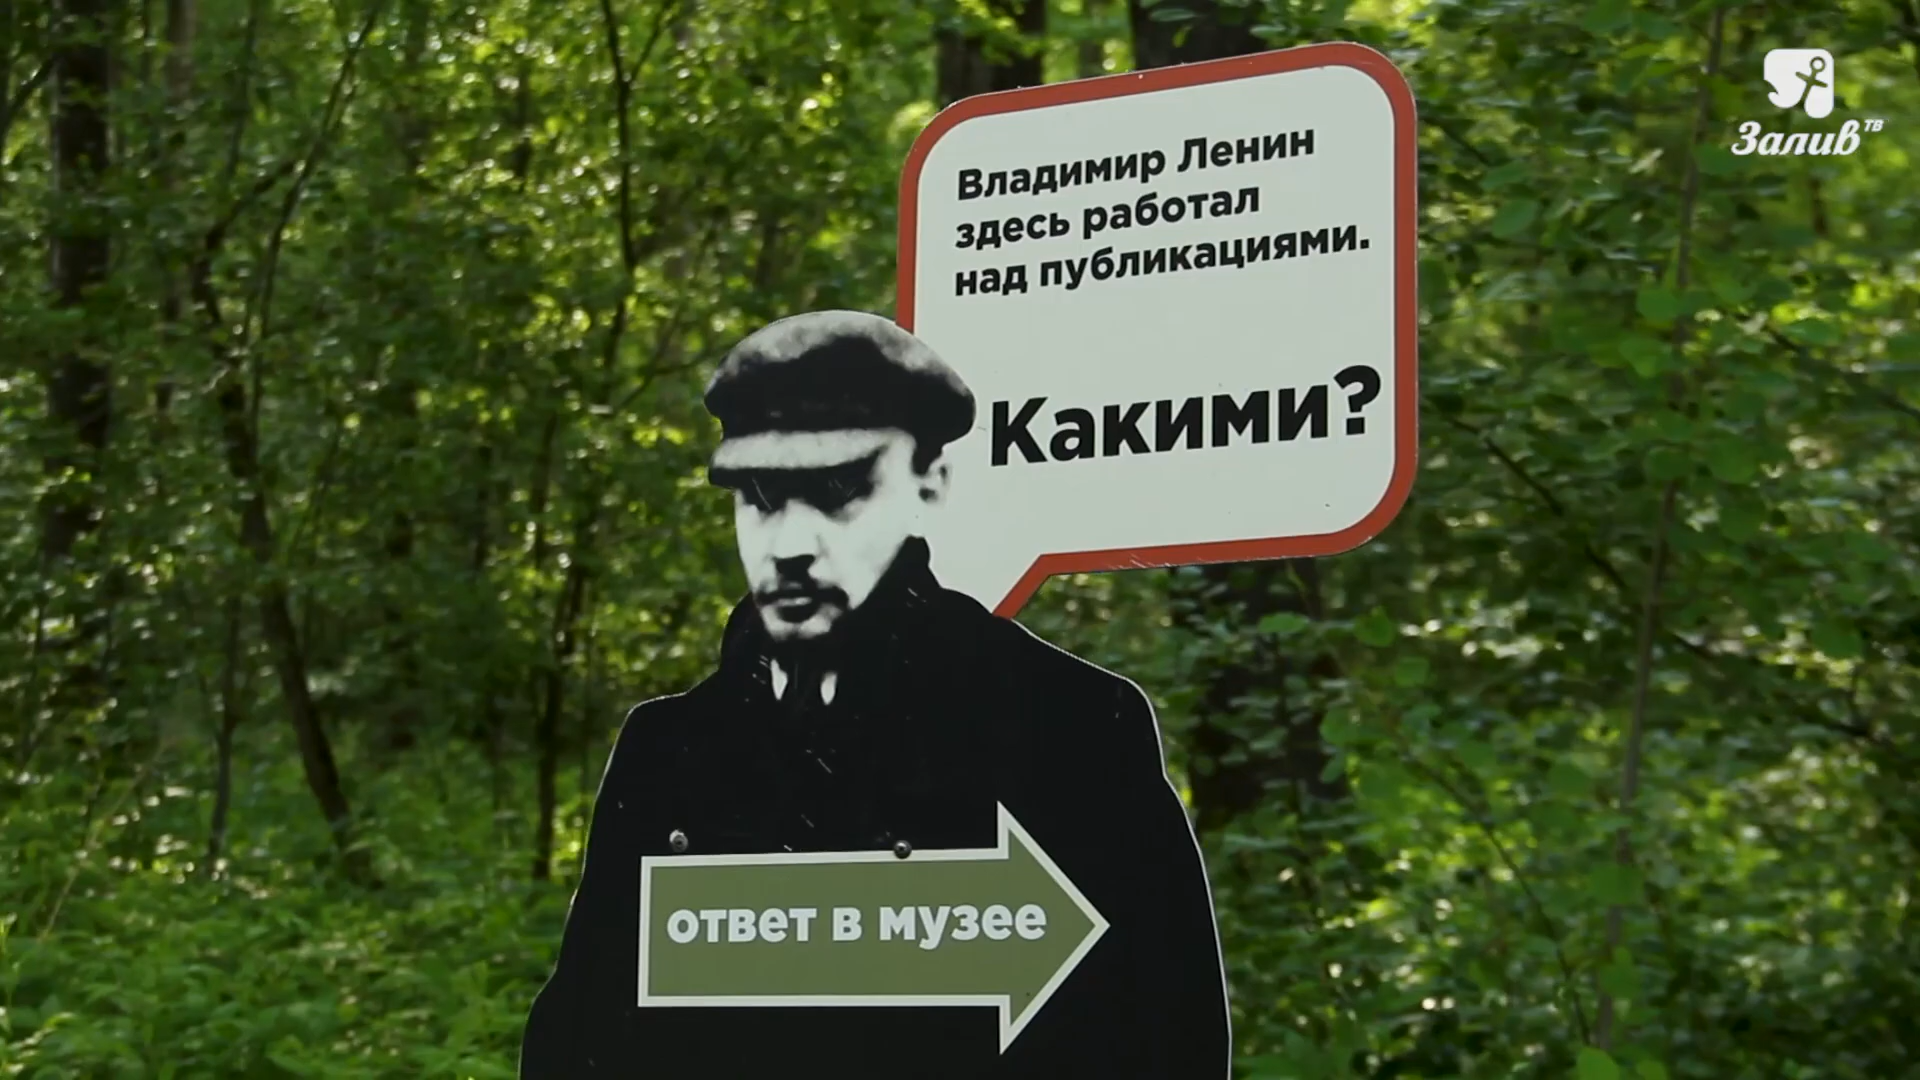 Владимир Ленин
здесь работал
над публикациями.
Какими?
ответ в музее
Залив ТВ